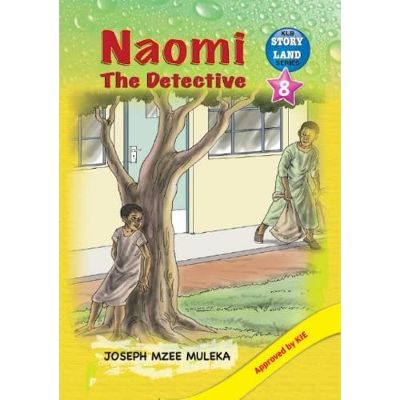 Naomi
The Detective
KLB
STORY
LAND
SERIES
8
JOSEPH MZEE MULEKA
Approved by KIE